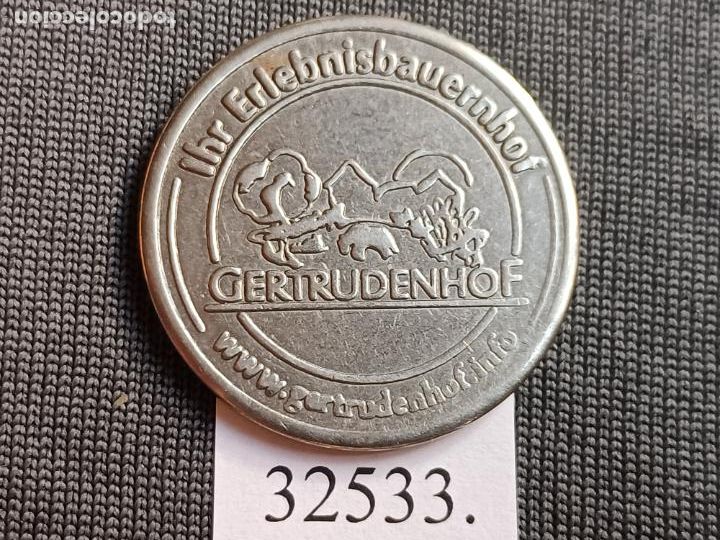 todocoleccion
Ihr Erlebnisbauernhof
GERTRUDENHOF
www.gertrudenhof.info
32533.